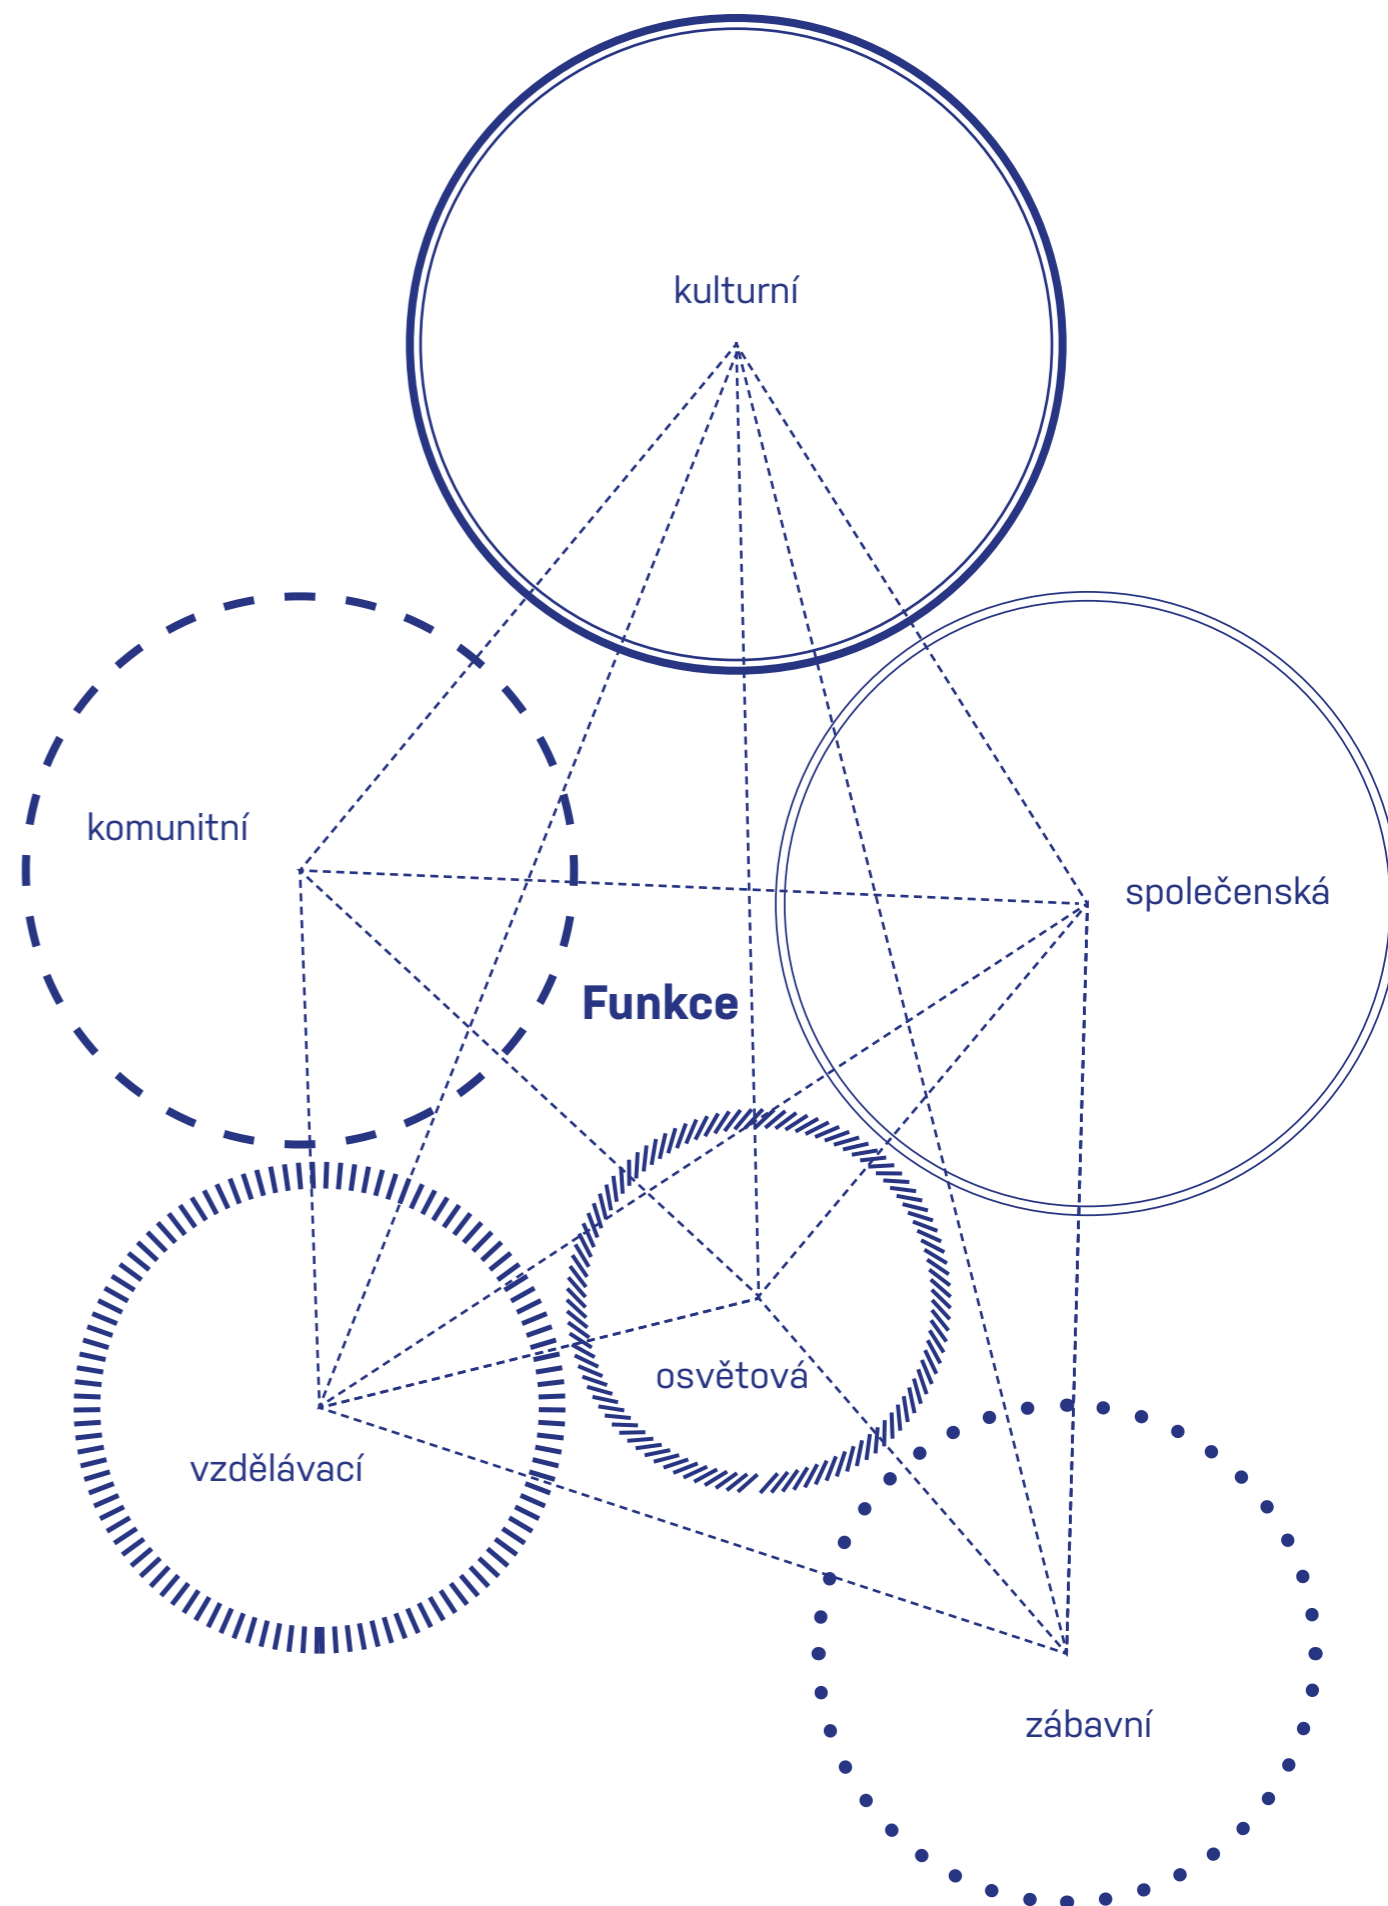 kulturní
komunitní
společenská
Funkce
osvětová
vzdělávací
zábavní